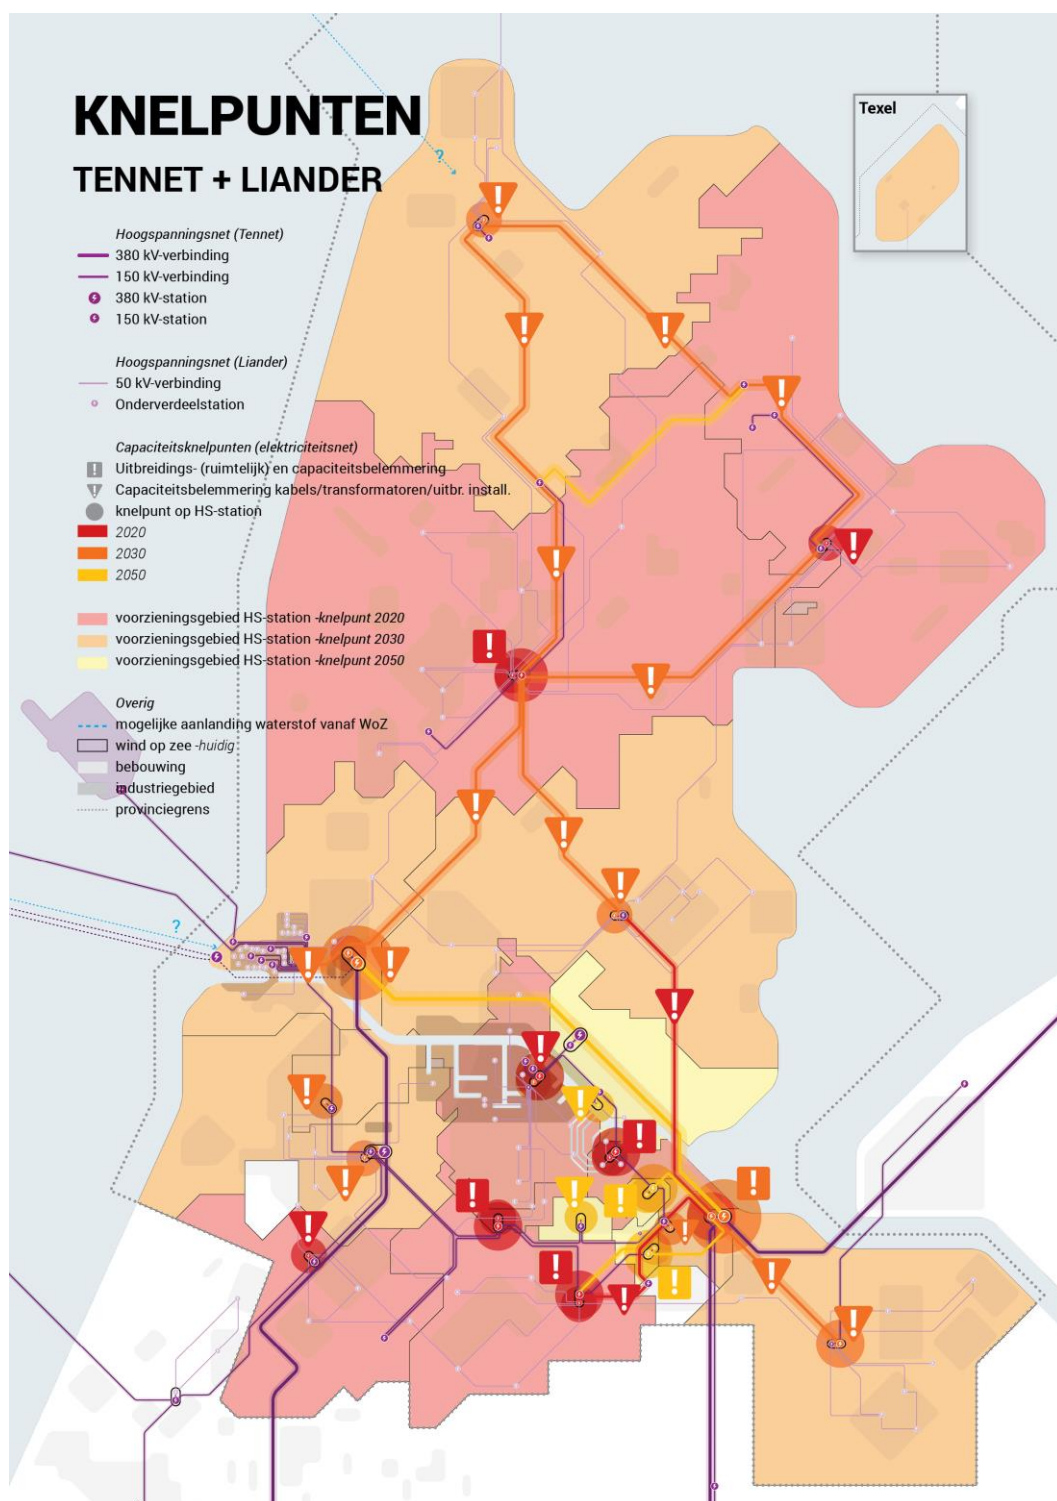 KNELPUNTEN
TENNET + LIANDER
Texel
Hoogspanningsnet (Tennet)
380 kV-verbinding
150 kV-verbinding
380 kV-station
150 kV-station
Hoogspanningsnet (Liander)
50 kV-verbinding
Onderverdeelstation
Capaciteitsknelpunten (elektriciteitsnet)
Uitbreidings- (ruimtelijk) en capaciteitsbelemmering
Capaciteitsbelemmering kabels/transformatoren/uitbr. install.
knelpunt op HS-station
2020
2030
2050
voorzieningsgebied HS-station -knelpunt 2020
voorzieningsgebied HS-station -knelpunt 2030
voorzieningsgebied HS-station -knelpunt 2050
Overig
mogelijke aanlanding waterstof vanaf WoZ
wind op zee -huidig
bebouwing
industriegebied
provinciegrens
?
?